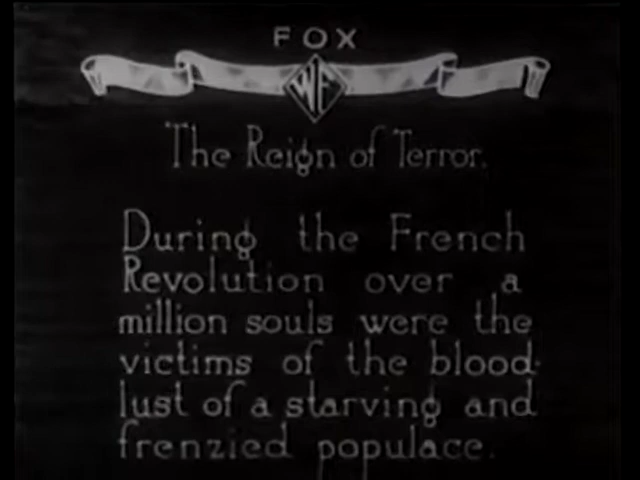 FOX
WF
The Reign of Terror.
During the French
Revolution over a
million souls were the
victims of the blood-
lust of a starving and
frenzied populace.